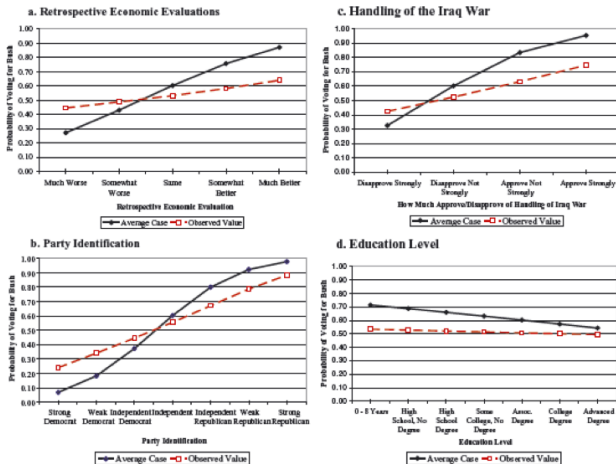 a. Retrospective Economic Evaluations
Probability of Voting for Bush
1.00
0.90
0.80
0.70
0.60
0.50
0.40
0.30
0.20
0.10
0.00
Much Worse
Somewhat Worse
Same
Somewhat Better
Much Better
Retrospective Economic Evaluation
Average Case
Observed Value
c. Handling of the Iraq War
Probability of Voting for Bush
1.00
0.90
0.80
0.70
0.60
0.50
0.40
0.30
0.20
0.10
0.00
Disapprove Strongly
Disapprove Not Strongly
Approve Not Strongly
Approve Strongly
How Much Approve/Disapprove of Handling of Iraq War
Average Case
Observed Value
b. Party Identification
Probability of Voting for Bush
1.00
0.90
0.80
0.70
0.60
0.50
0.40
0.30
0.20
0.10
0.00
Strong Democrat
Weak Democrat
Independent Democrat
Independent
Independent Republican
Weak Republican
Strong Republican
Party Identification
Average Case
Observed Value
d. Education Level
Probability of Voting for Bush
1.00
0.90
0.80
0.70
0.60
0.50
0.40
0.30
0.20
0.10
0.00
0 - 8 Years
High School, No Degree
High School Degree
Some College, No Degree
Assoc. Degree
College Degree
Advanced Degree
Education Level
Average Case
Observed Value